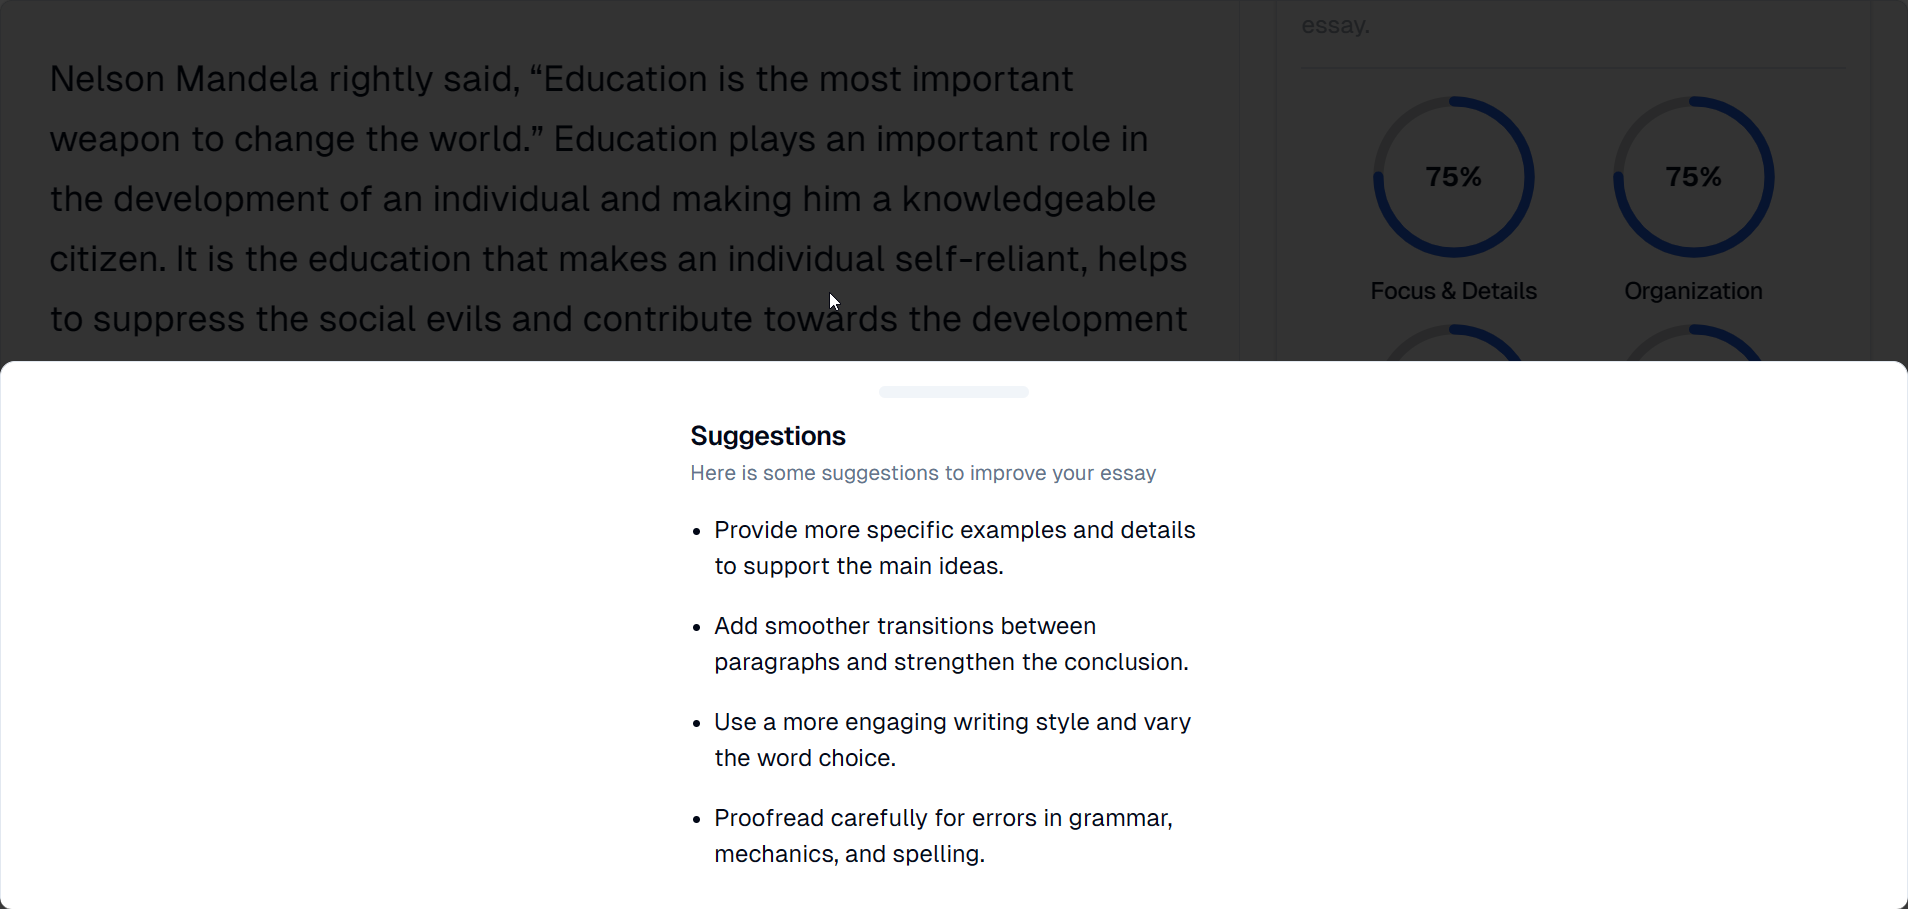 essay.
Nelson Mandela rightly said, “Education is the most important
weapon to change the world.” Education plays an important role in
the development of an individual and making him a knowledgeable
citizen. It is the education that makes an individual self-reliant, helps
to suppress the social evils and contribute towards the development
75%
75%
Focus & Details
Organization
Suggestions
Here is some suggestions to improve your essay
• Provide more specific examples and details
to support the main ideas.
• Add smoother transitions between
paragraphs and strengthen the conclusion.
• Use a more engaging writing style and vary
the word choice.
• Proofread carefully for errors in grammar,
mechanics, and spelling.